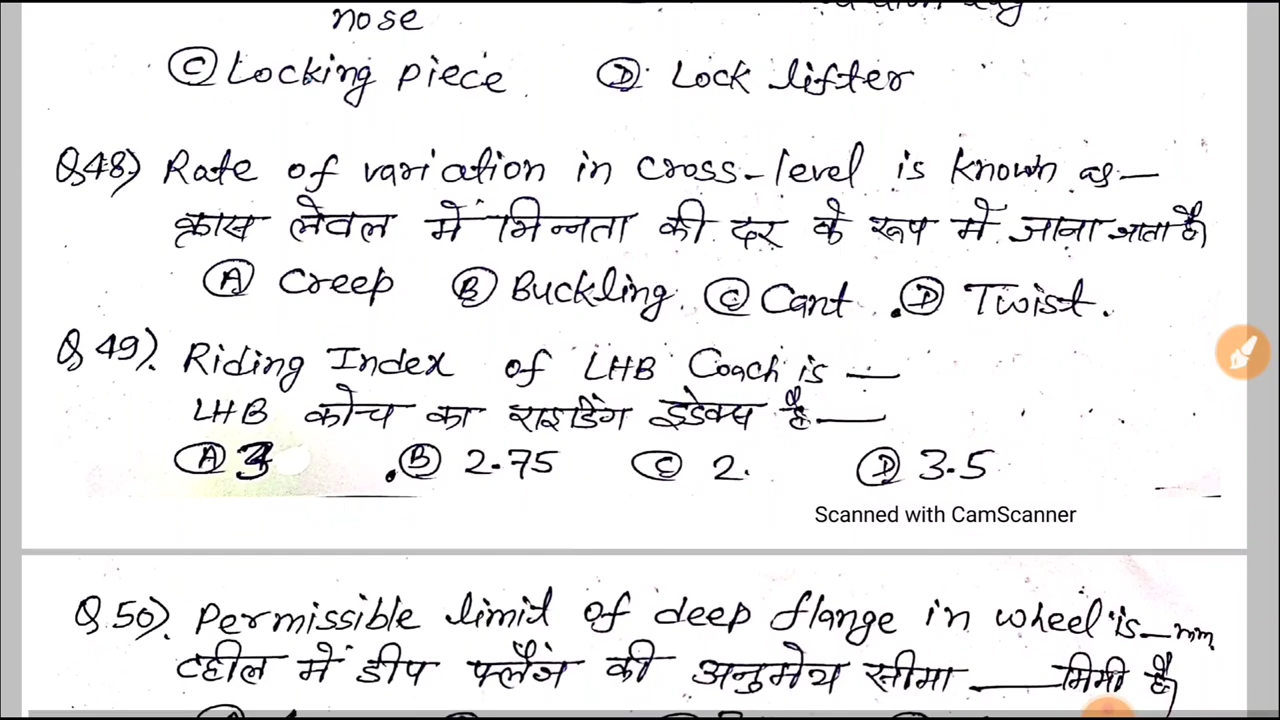 nose
Ⓒ Locking piece Ⓓ Lock lifter
Q48) Rate of variation in cross-level is known as —
क्रास लेवल में भिन्नता की दर के रूप में जाना जाता है।
Ⓐ Creep Ⓑ Buckling. Ⓒ Cant .Ⓓ Twist.
Q 49). Riding Index of LHB Coach is —
LHB कोच का राइडिंग इंडेक्स है —
Ⓐ 3 .Ⓑ 2.75 Ⓒ 2. Ⓓ 3.5
Scanned with CamScanner
Q 50). Permissible limit of deep flange in wheel is — mm
व्हील में डीप फ्लैंज की अनुमेय सीमा —— मिमी है।